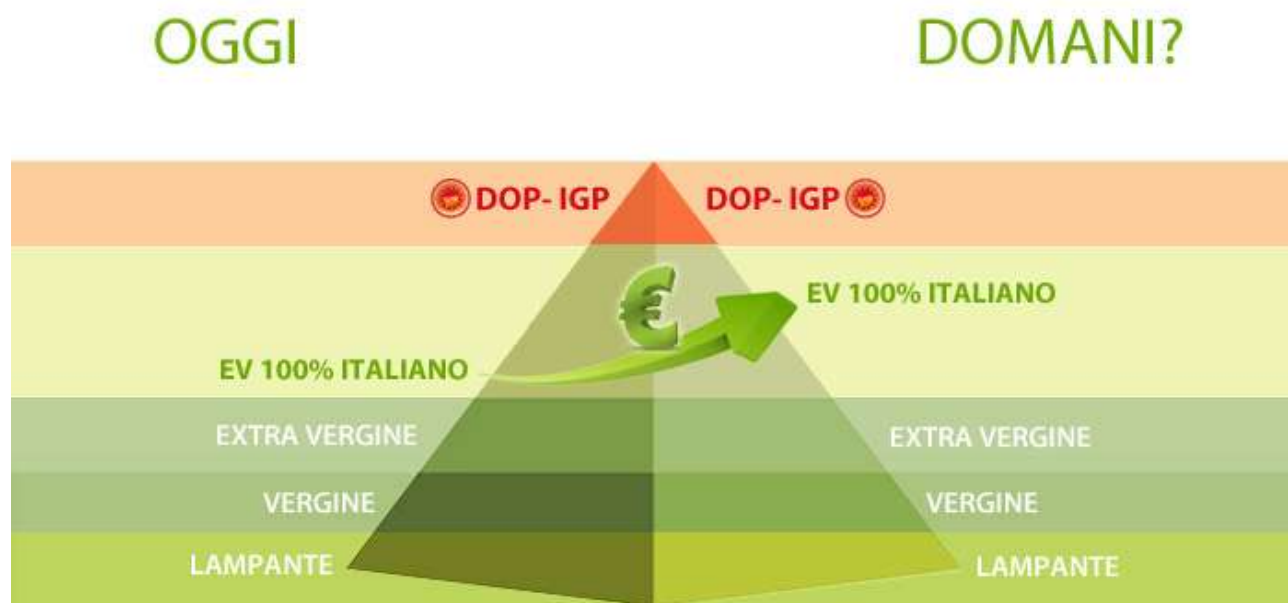 OGGI
DOMANI?
DOP- IGP
DOP- IGP
€
EV 100% ITALIANO
EV 100% ITALIANO
EXTRA VERGINE
EXTRA VERGINE
VERGINE
VERGINE
LAMPANTE
LAMPANTE